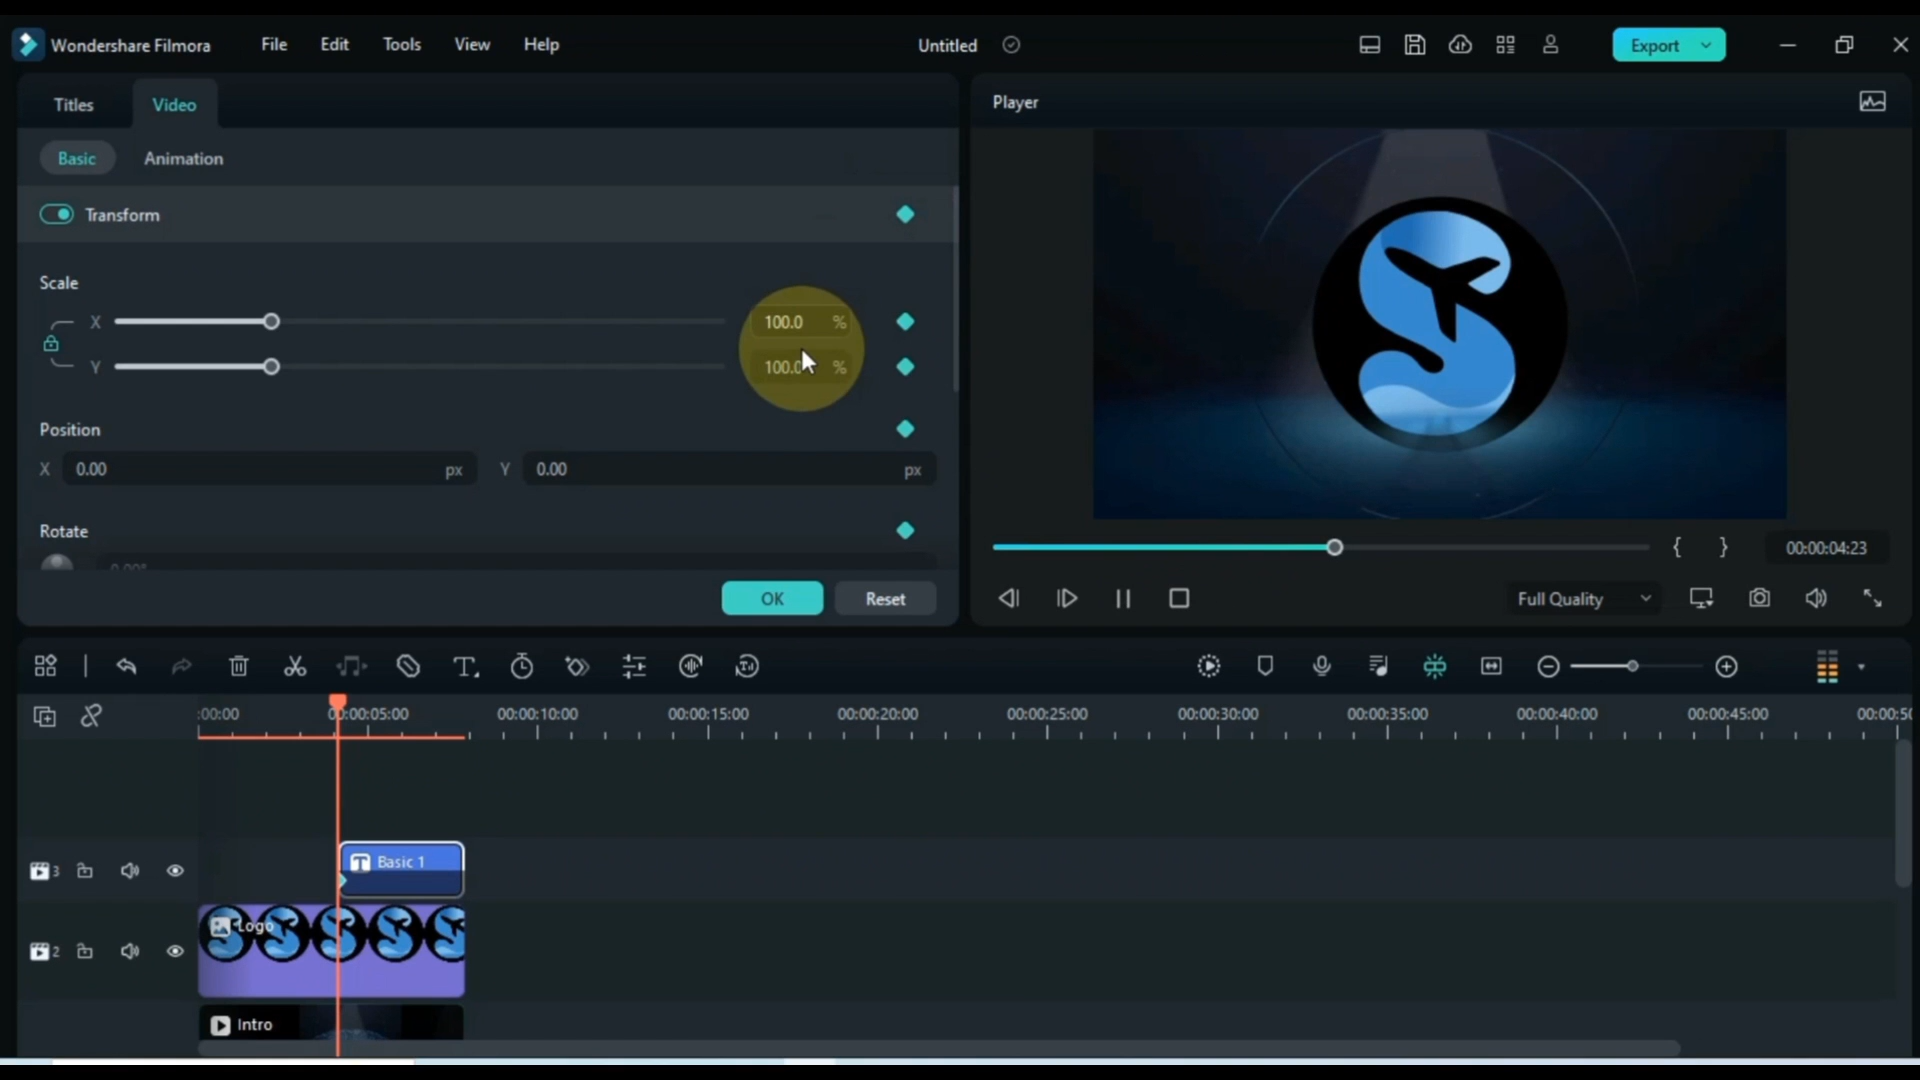 Wondershare Filmora File Edit Tools View Help Untitled Export
Titles Video
Player
Basic Animation
Transform
Scale
X 100.0 %
Y 100.0 %
Position
X 0.00 px Y 0.00 px
Rotate
0.00°
OK Reset
00:00:04:23
Full Quality
:00:00 00:00:05:00 00:00:10:00 00:00:15:00 00:00:20:00 00:00:25:00 00:00:30:00 00:00:35:00 00:00:40:00 00:00:45:00
3 Basic 1
2 Logo
Intro